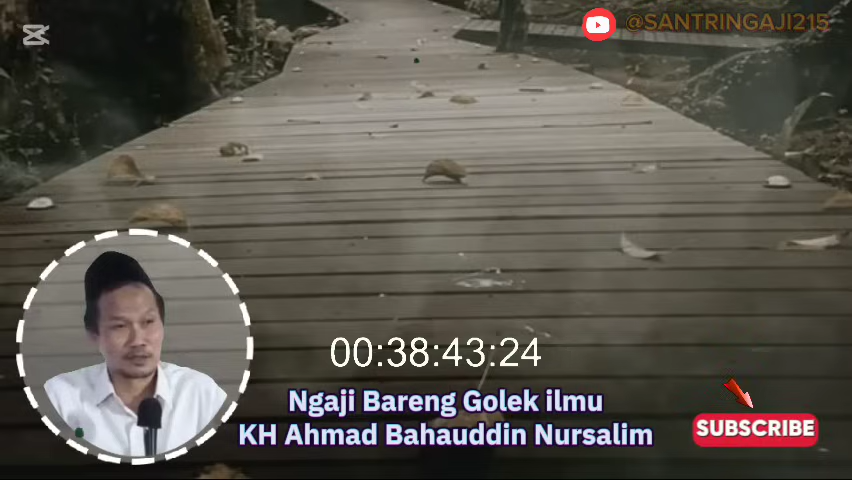 @SANTRINGAJI215
00:38:43:24
Ngaji Bareng Golek ilmu
KH Ahmad Bahauddin Nursalim
SUBSCRIBE